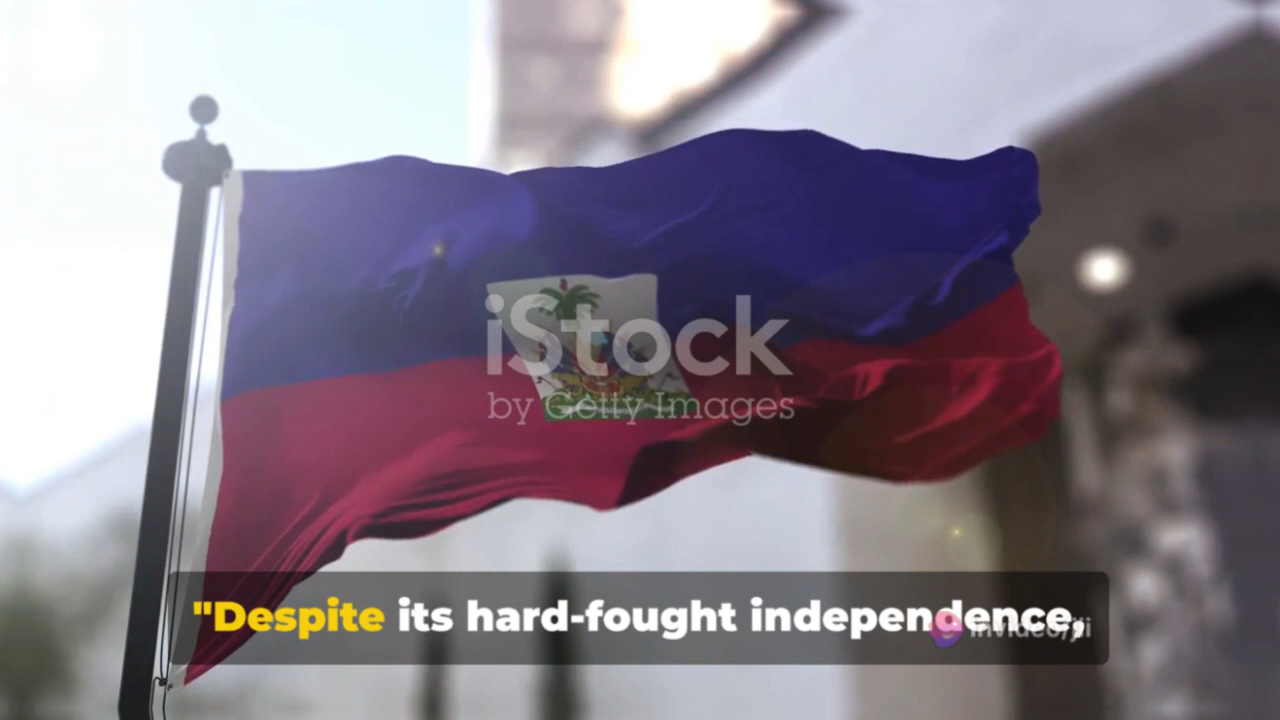 iStock
by Getty Images
"Despite its hard-fought independence,